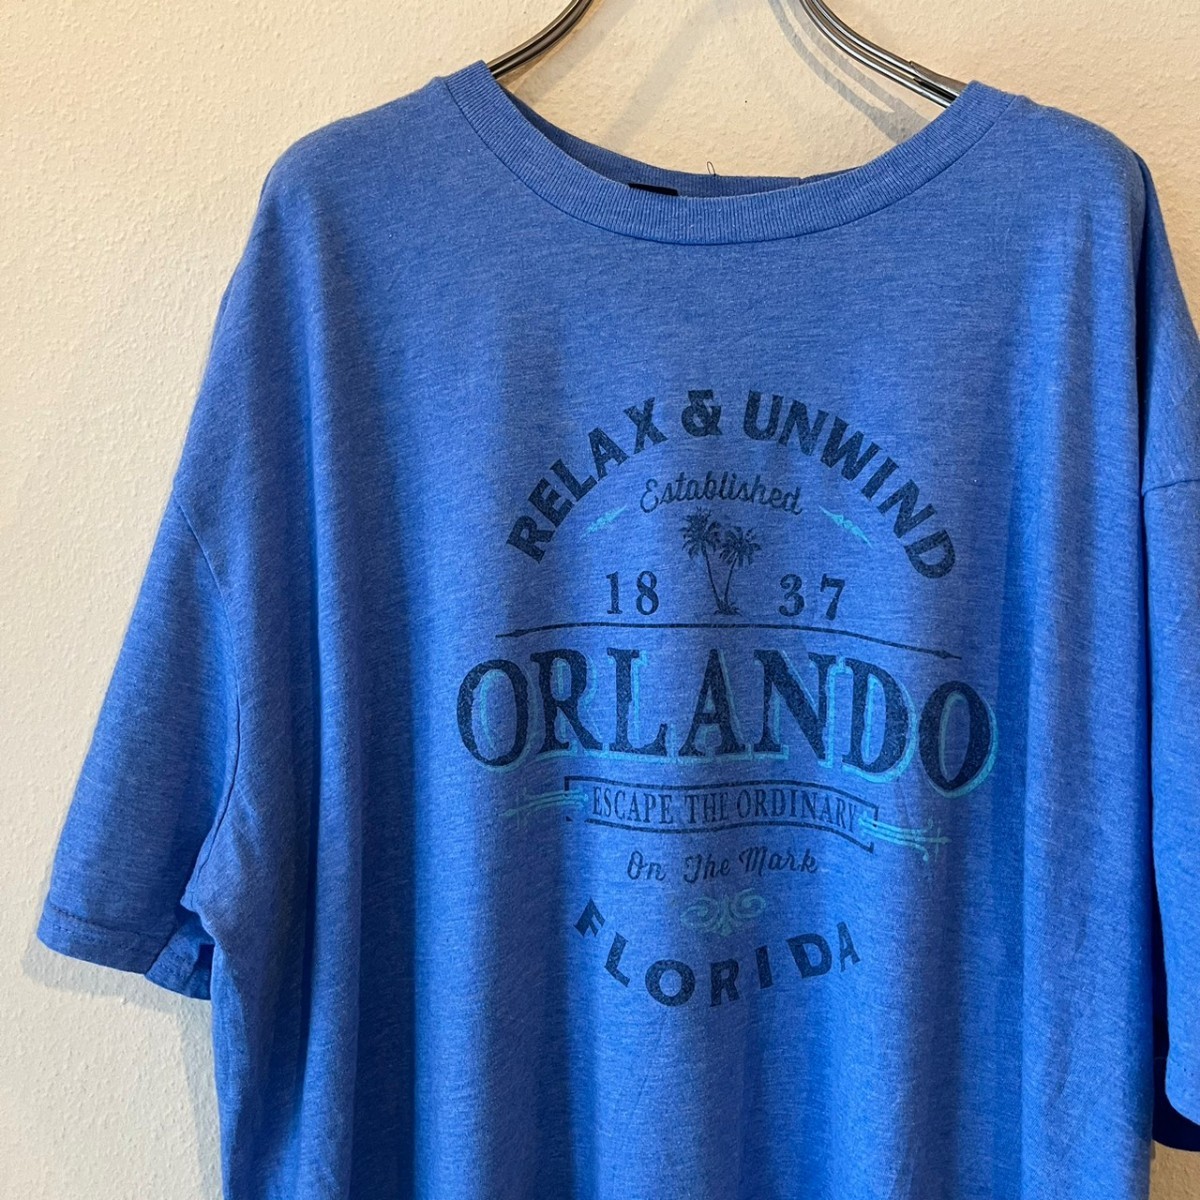 RELAX & UNWIND
Established
18 37
ORLANDO
ESCAPE THE ORDINARY
On The Mark
FLORIDA